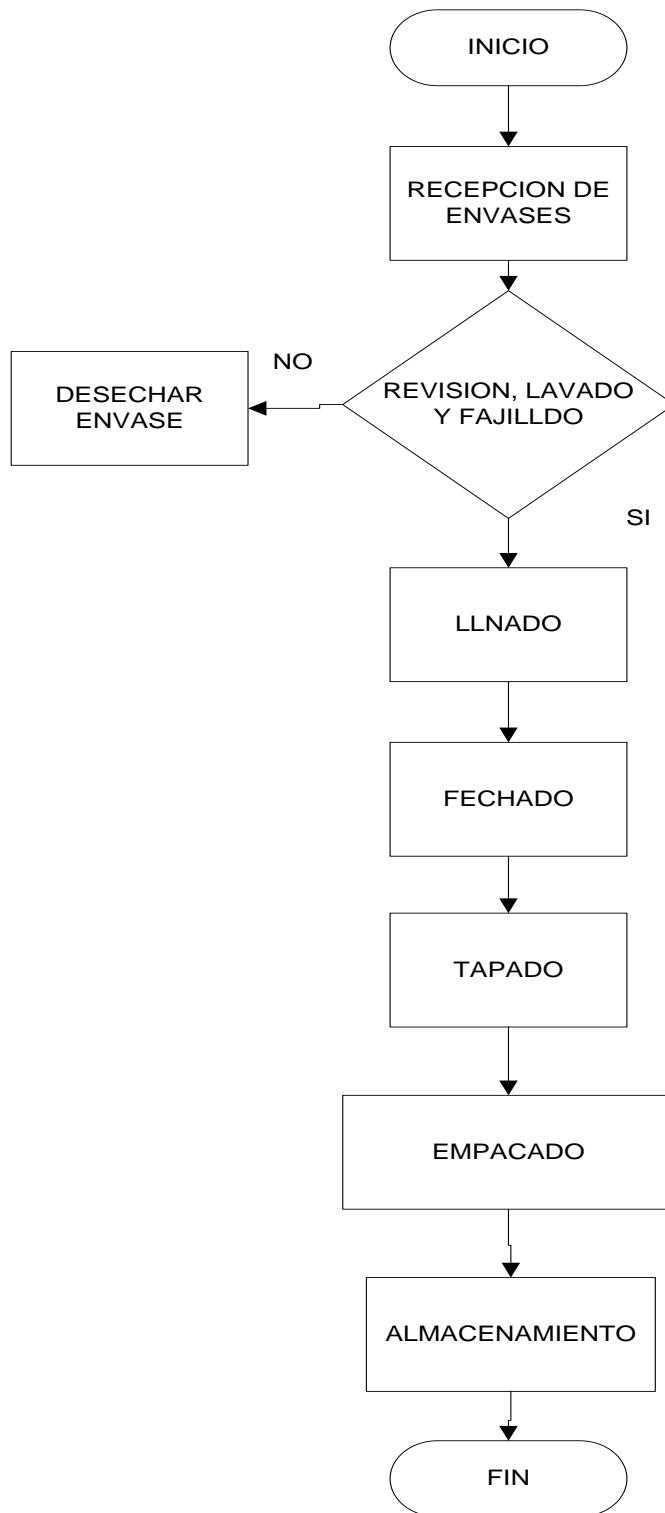 INICIO
RECEPCION DE
ENVASES
NO
DESECHAR
ENVASE
REVISION, LAVADO
Y FAJILLDO
SI
LLNADO
FECHADO
TAPADO
EMPACADO
ALMACENAMIENTO
FIN